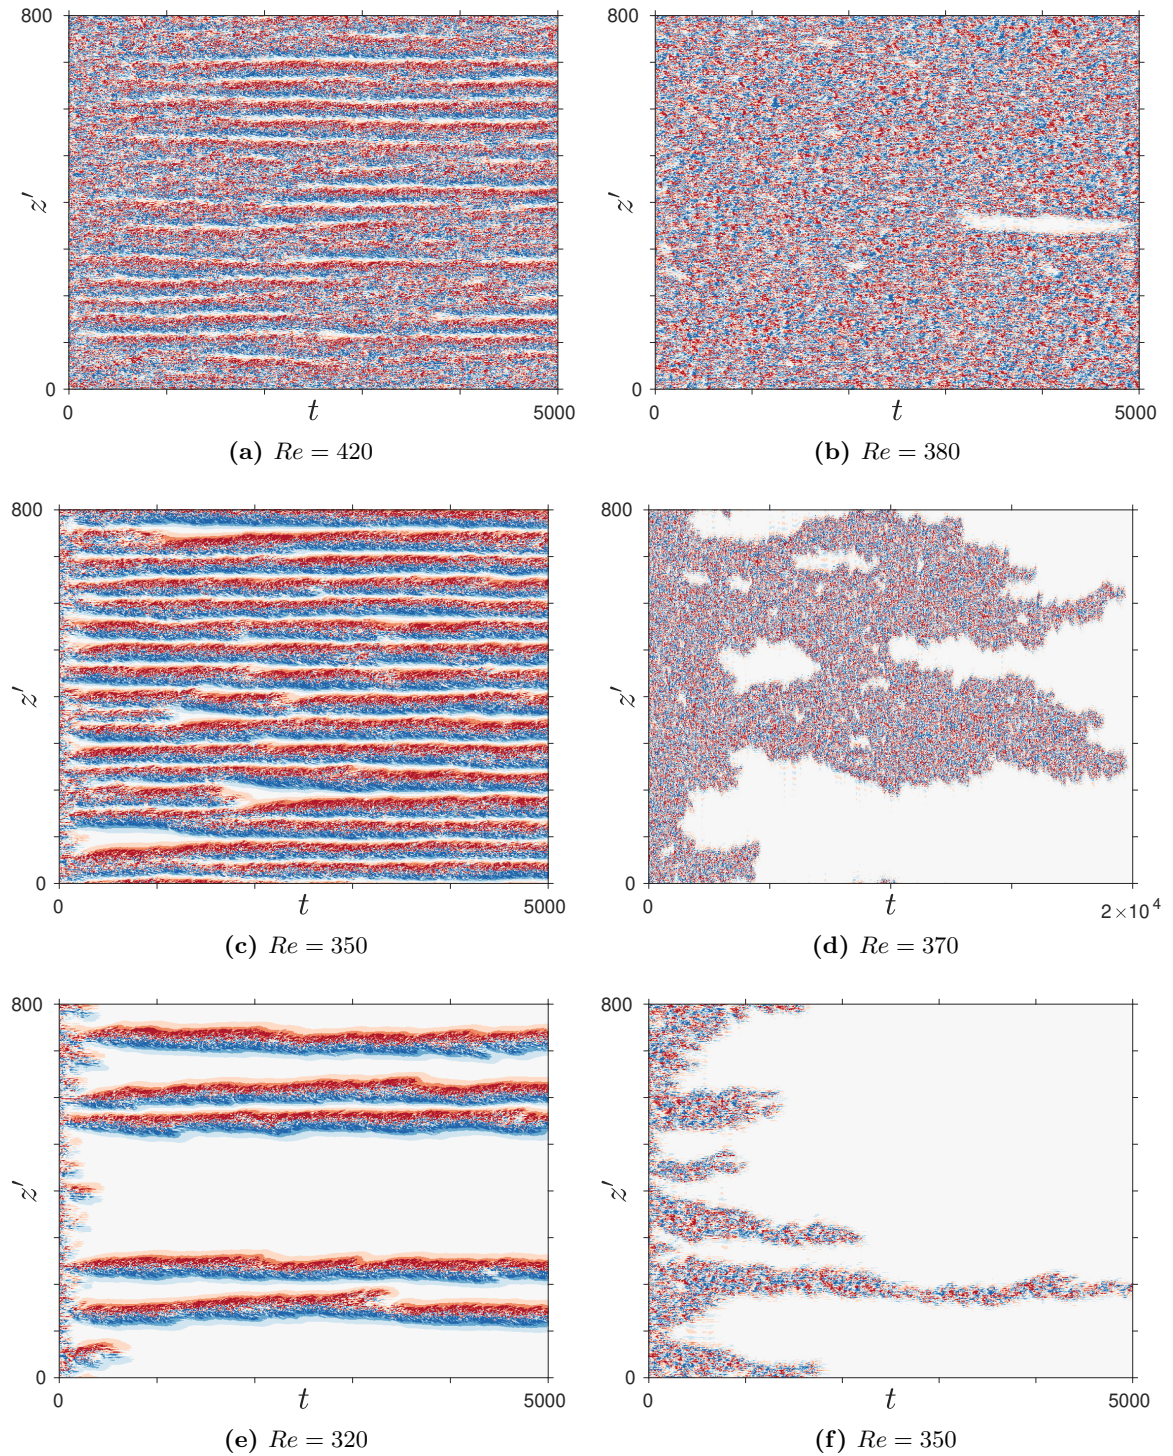 800 800
z′ z′
0 0
0 t 5000 0 t 5000
(a) Re = 420 (b) Re = 380
800 800
z′ z′
0 0
0 t 5000 0 t 2×10⁴
(c) Re = 350 (d) Re = 370
800 800
z′ z′
0 0
0 t 5000 0 t 5000
(e) Re = 320 (f) Re = 350